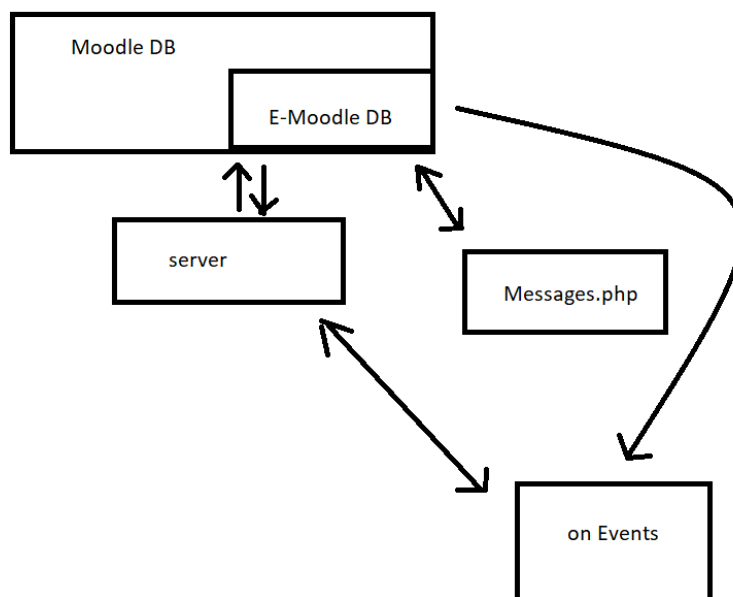 Moodle DB
E-Moodle DB
server
Messages.php
on Events